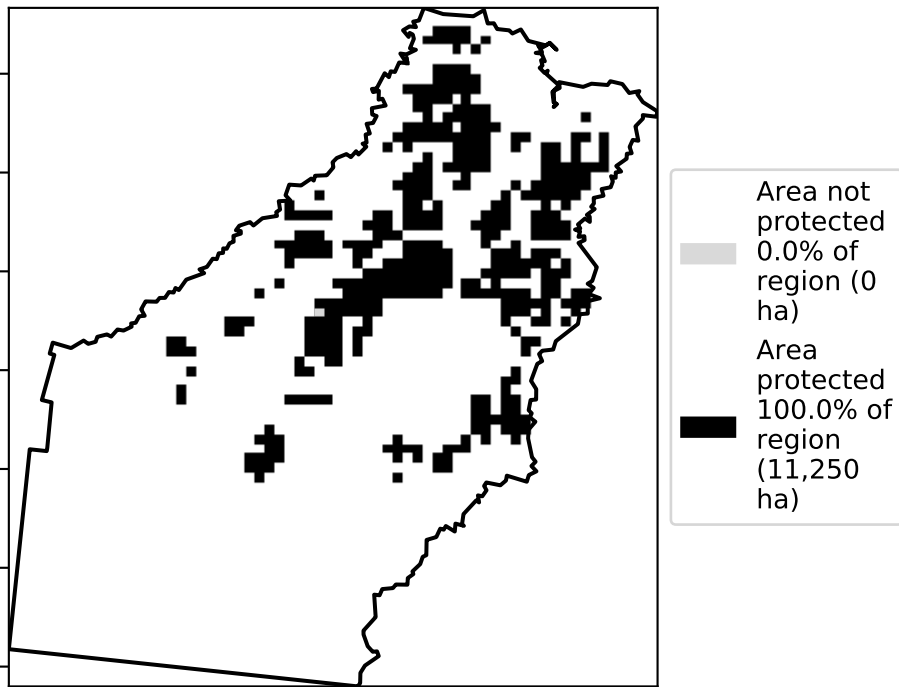 Area not
protected
0.0% of
region (0
ha)
Area
protected
100.0% of
region
(11,250
ha)